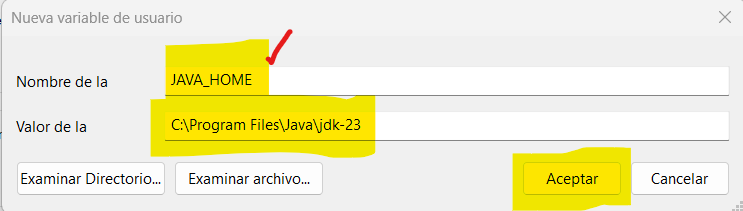 Nueva variable de usuario
Nombre de la JAVA_HOME
Valor de la C:\Program Files\Java\jdk-23
Examinar Directorio... Examinar archivo... Aceptar Cancelar